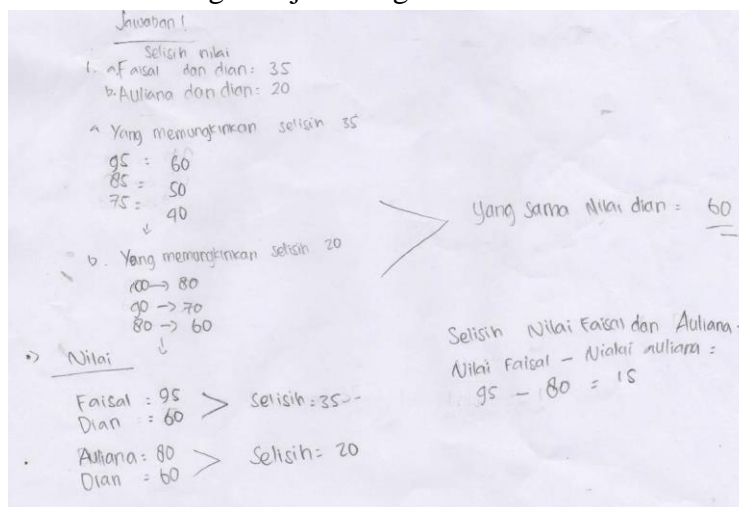 Jawaban 1
Selisih nilai
1. a. Faisal dan dian: 35
b. Auliana dan dian: 20
a Yang memungkinkan selisih 35
95 = 60
85 = 50
75 = 40
↓
b. Yang memungkinkan selisih 20
100 → 80
90 → 70
80 → 60
↓
Yang sama Nilai dian = 60
•) Nilai
Faisal : 95
Dian : 60
> Selisih : 35
Auliana = 80
Dian = 60
> Selisih = 20
Selisih Nilai Faisal dan Auliana.
Nilai Faisal - Nialai auliana =
95 - 80 = 15